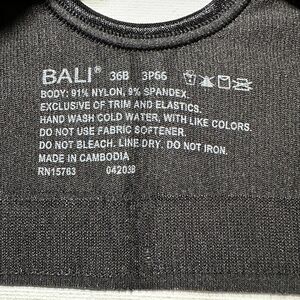 BALI® 36B 3P66
BODY: 91% NYLON, 9% SPANDEX.
EXCLUSIVE OF TRIM AND ELASTICS.
HAND WASH COLD WATER, WITH LIKE COLORS.
DO NOT USE FABRIC SOFTENER.
DO NOT BLEACH. LINE DRY. DO NOT IRON.
MADE IN CAMBODIA
RN15763 042038